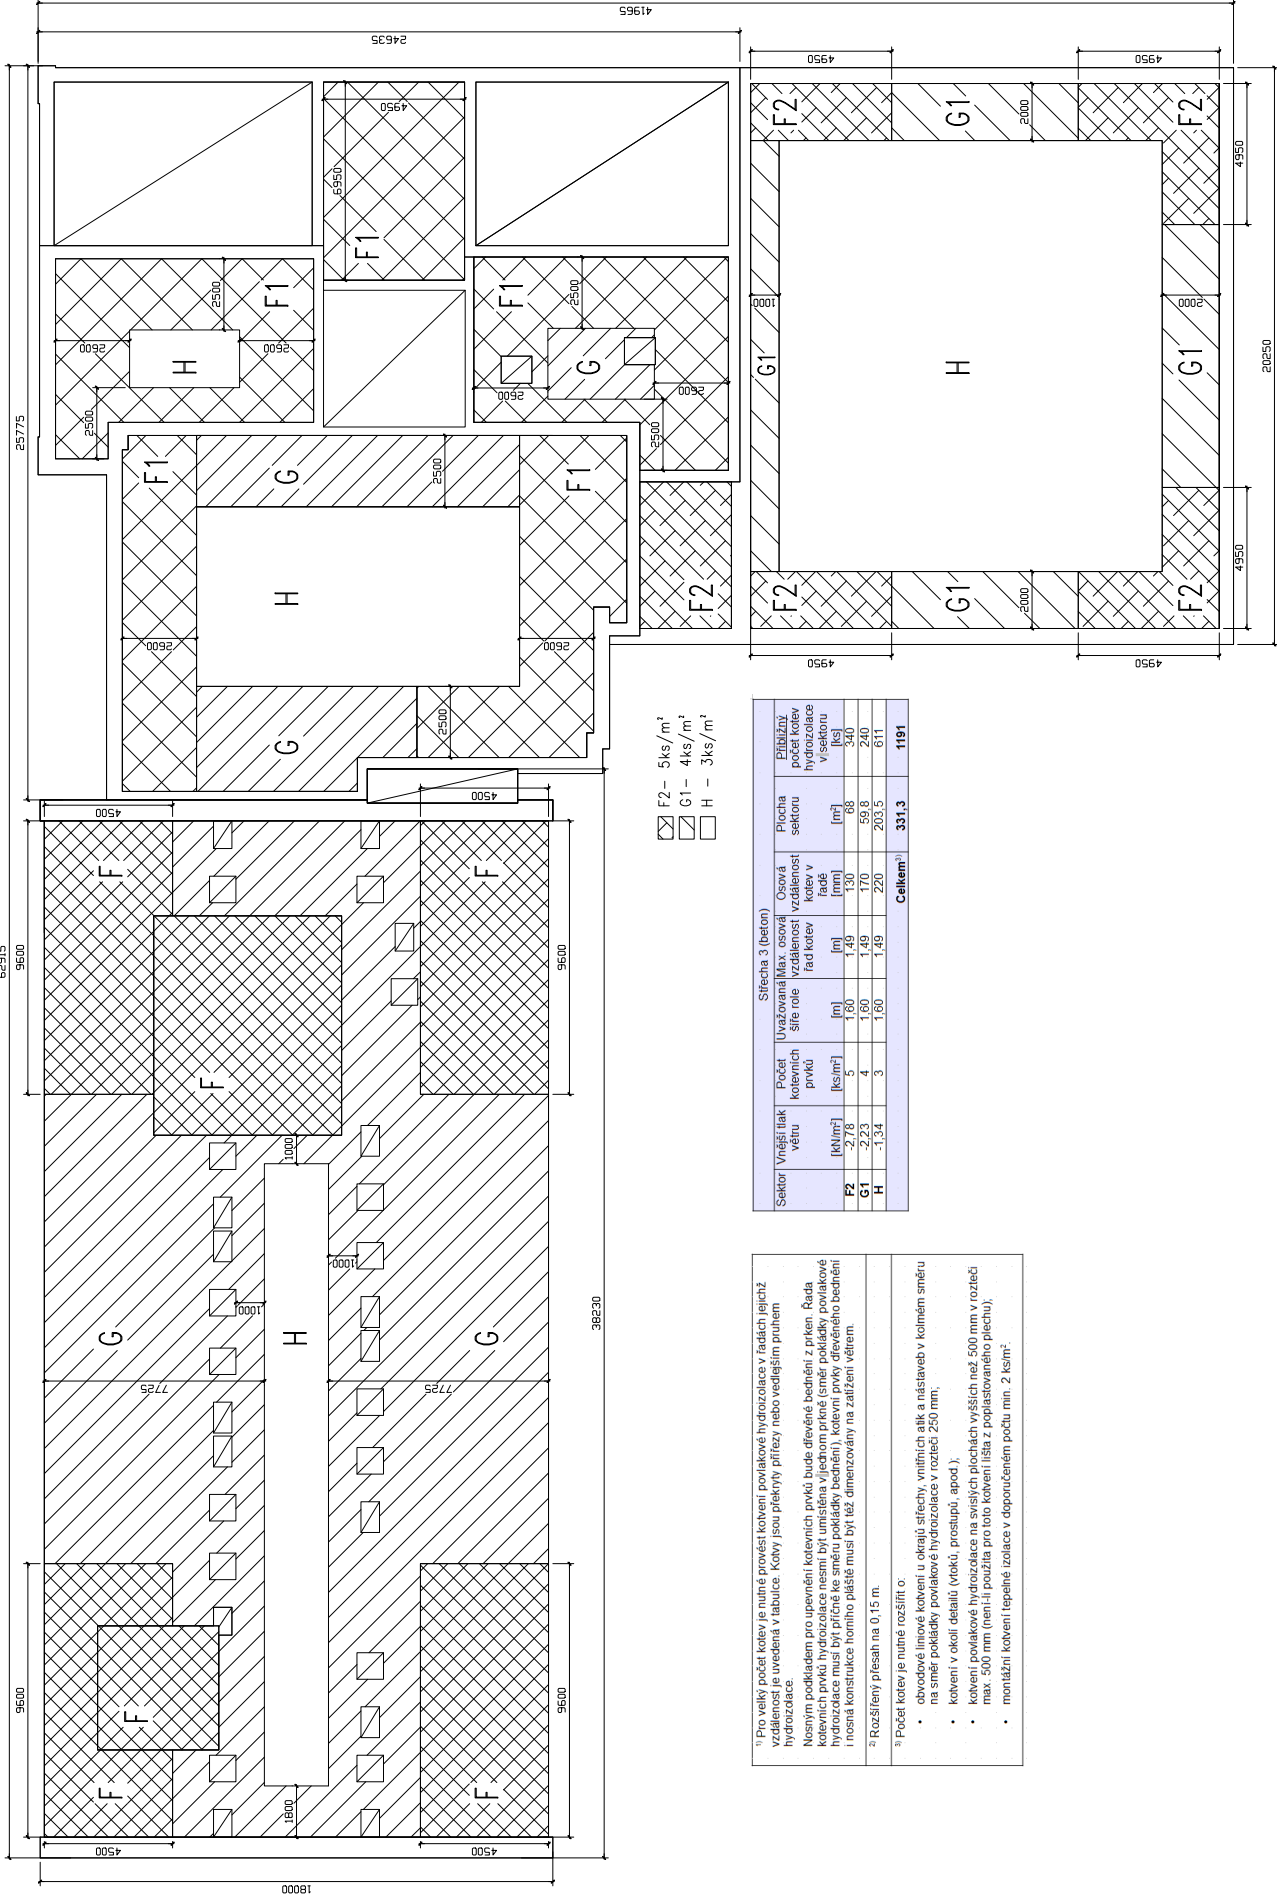 41965
24635
4950
4950
4950
6950
2500
2600
2600
2500
2500
2600
2600
2500
1000
2000
2000
2000
4950
4950
4950
4950
20250
25775
62915
2500
2600
2600
2500
4500
4500
9600
9600
1000
1000
1000
7725
7725
38230
9600
9600
1800
4500
4500
18000
F1
F1
F1
H
G
F1
G
F1
H
G
F2
F2
G1
F2
G1
H
G1
F2
G1
F2
F
F
F
G
H
G
F
F
F
F2- 5ks/m²
G1- 4ks/m²
H - 3ks/m²
Střecha 3 (beton)
Sektor Vnější tlak větru [kN/m²] Počet kotevních prvků [ks/m²] Uvažovaná šíře role [m] Max. osová vzdálenost řad kotev [m] Osová vzdálenost kotev v řadě [mm] Plocha sektoru [m²] Přibližný počet kotev hydroizolace v sektoru [ks]
F2 -2,78 5 1,60 1,49 130 68 340
G1 -2,23 4 1,60 1,49 170 59,8 240
H -1,34 3 1,60 1,49 220 203,5 611
Celkem³⁾ 331,3 1191
¹⁾ Pro velký počet kotev je nutné provést kotvení povlakové hydroizolace v řadách jejichž
vzdálenost je uvedená v tabulce. Kotvy jsou překryty přířezy nebo vedlejším pruhem
hydroizolace.
Nosným podkladem pro upevnění kotevních prvků bude dřevěné bednění z prken. Řada
kotevních prvků hydroizolace nesmí být umístěna v jednom prkně (směr pokládky povlakové
hydroizolace musí být příčně ke směru pokládky bednění), kotevní prvky dřevěného bednění
i nosná konstrukce horního pláště musí být též dimenzovány na zatížení větrem.
²⁾ Rozšířený přesah na 0,15 m.
³⁾ Počet kotev je nutné rozšířit o:
• obvodové liniové kotvení u okrajů střechy, vnitřních atik a nástaveb v kolmém směru
na směr pokládky povlakové hydroizolace v rozteči 250 mm;
• kotvení v okolí detailů (vtoků, prostupů, apod.);
• kotvení povlakové hydroizolace na svislých plochách vyšších než 500 mm v rozteči
max. 500 mm (není-li použita pro toto kotvení lišta z poplastovaného plechu);
• montážní kotvení tepelné izolace v doporučeném počtu min. 2 ks/m².